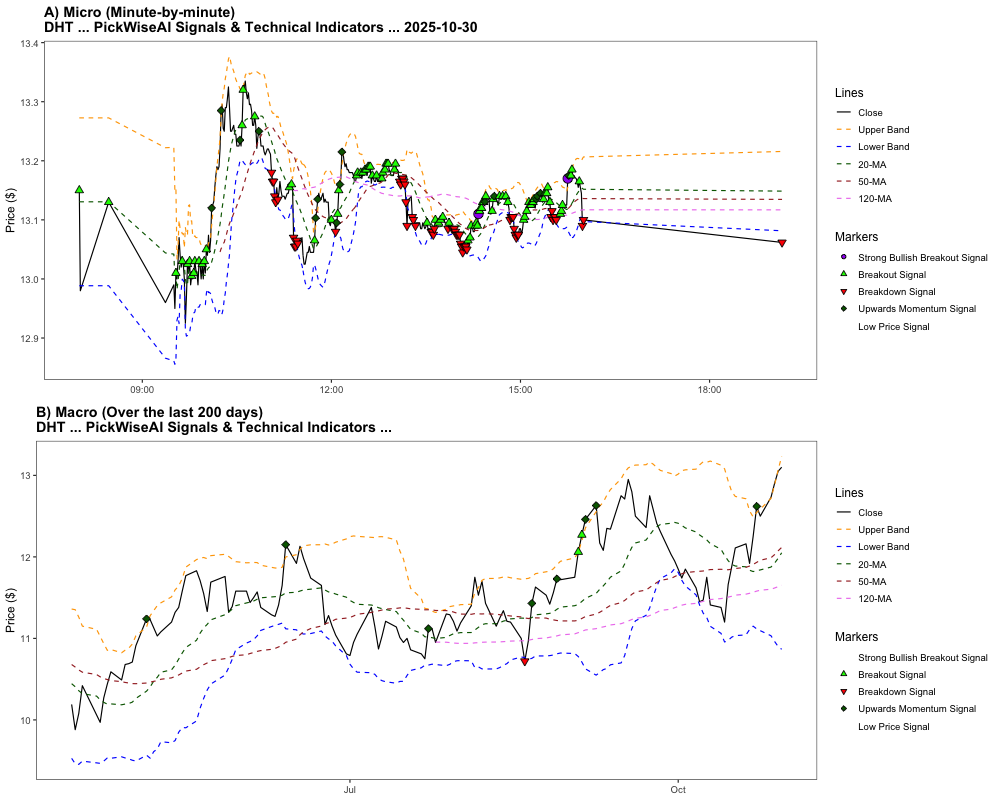 A) Micro (Minute-by-minute)
DHT ... PickWiseAI Signals & Technical Indicators ... 2025-10-30
Price ($)
13.4
13.3
13.2
13.1
13.0
12.9
09:00
12:00
15:00
18:00
Lines
Close
Upper Band
Lower Band
20-MA
50-MA
120-MA
Markers
Strong Bullish Breakout Signal
Breakout Signal
Breakdown Signal
Upwards Momentum Signal
Low Price Signal
B) Macro (Over the last 200 days)
DHT ... PickWiseAI Signals & Technical Indicators ...
Price ($)
13
12
11
10
Jul
Oct
Lines
Close
Upper Band
Lower Band
20-MA
50-MA
120-MA
Markers
Strong Bullish Breakout Signal
Breakout Signal
Breakdown Signal
Upwards Momentum Signal
Low Price Signal